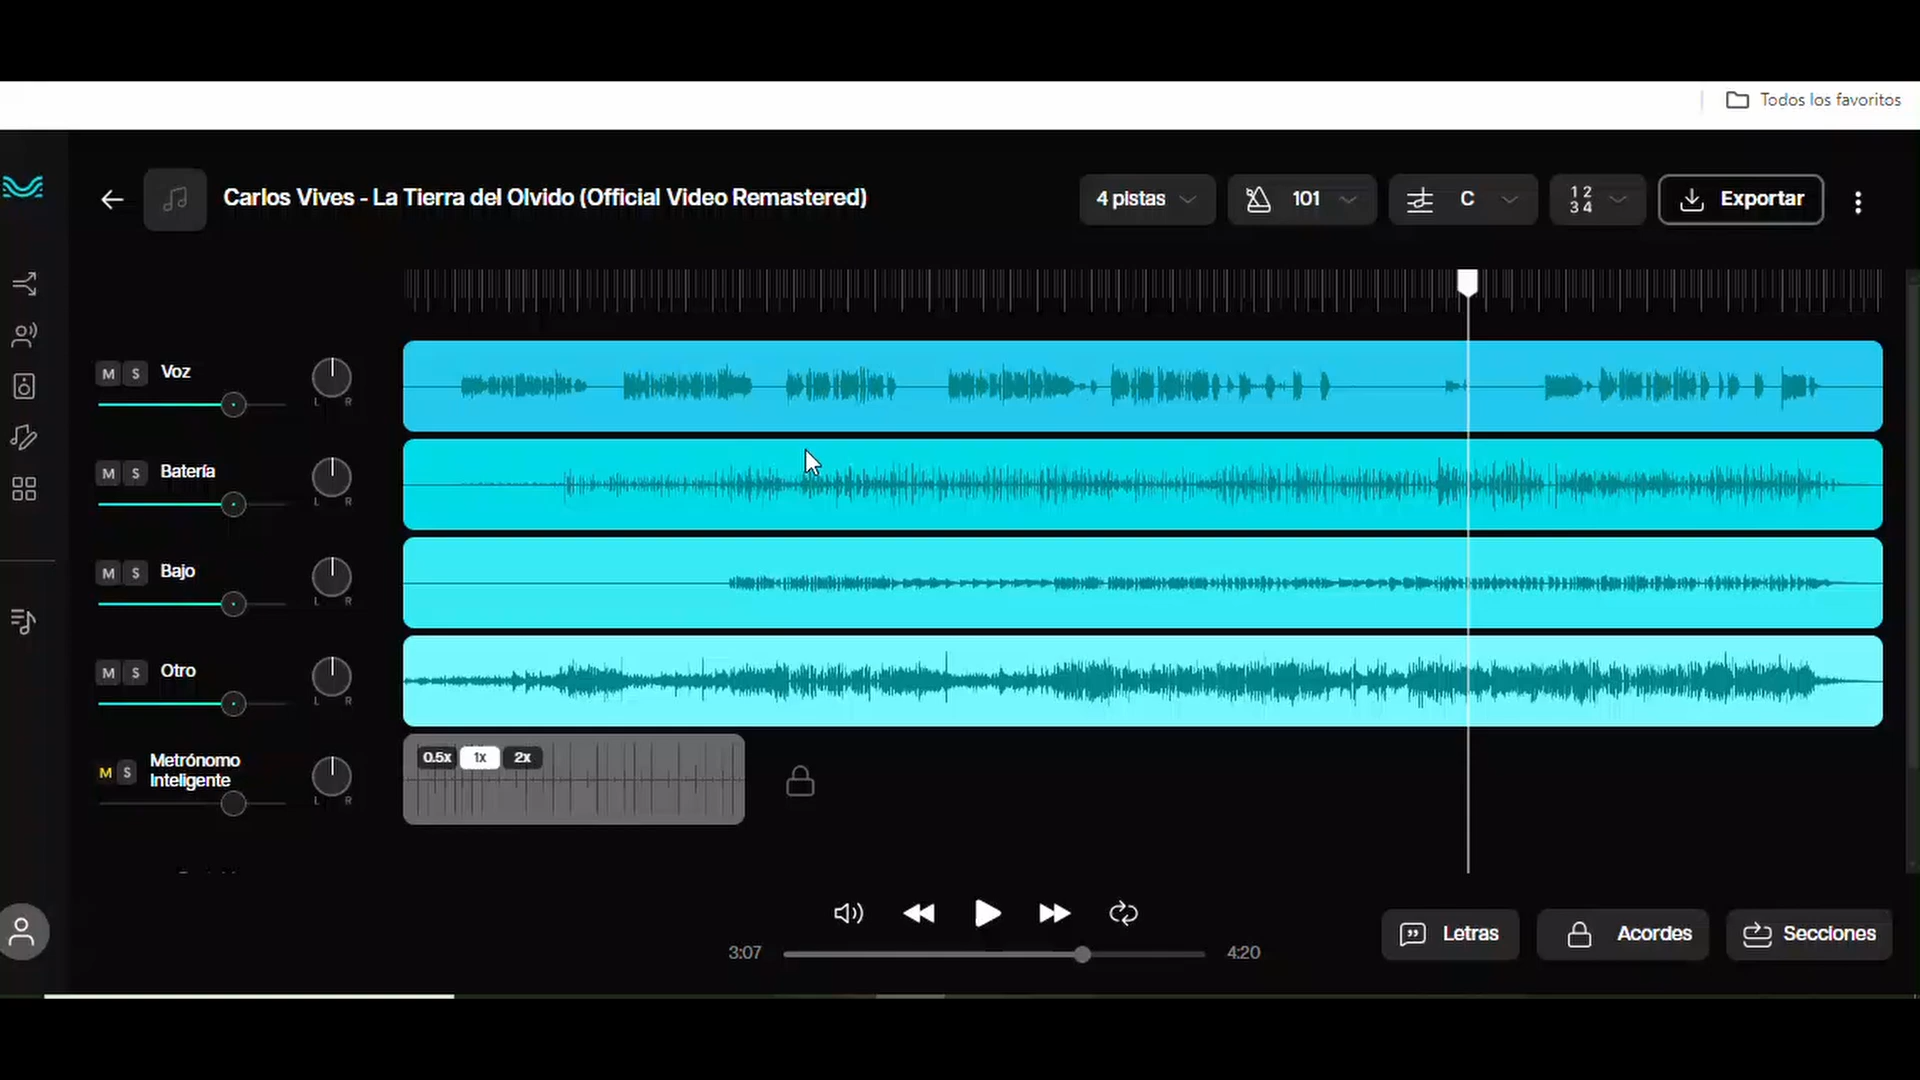 Todos los favoritos
Carlos Vives - La Tierra del Olvido (Official Video Remastered)
4 pistas
101
C
1 2
3 4
Exportar
M S Voz
L R
M S Batería
L R
M S Bajo
L R
M S Otro
L R
M S Metrónomo
Inteligente
L R
0.5x 1x 2x
3:07
4:20
Letras
Acordes
Secciones